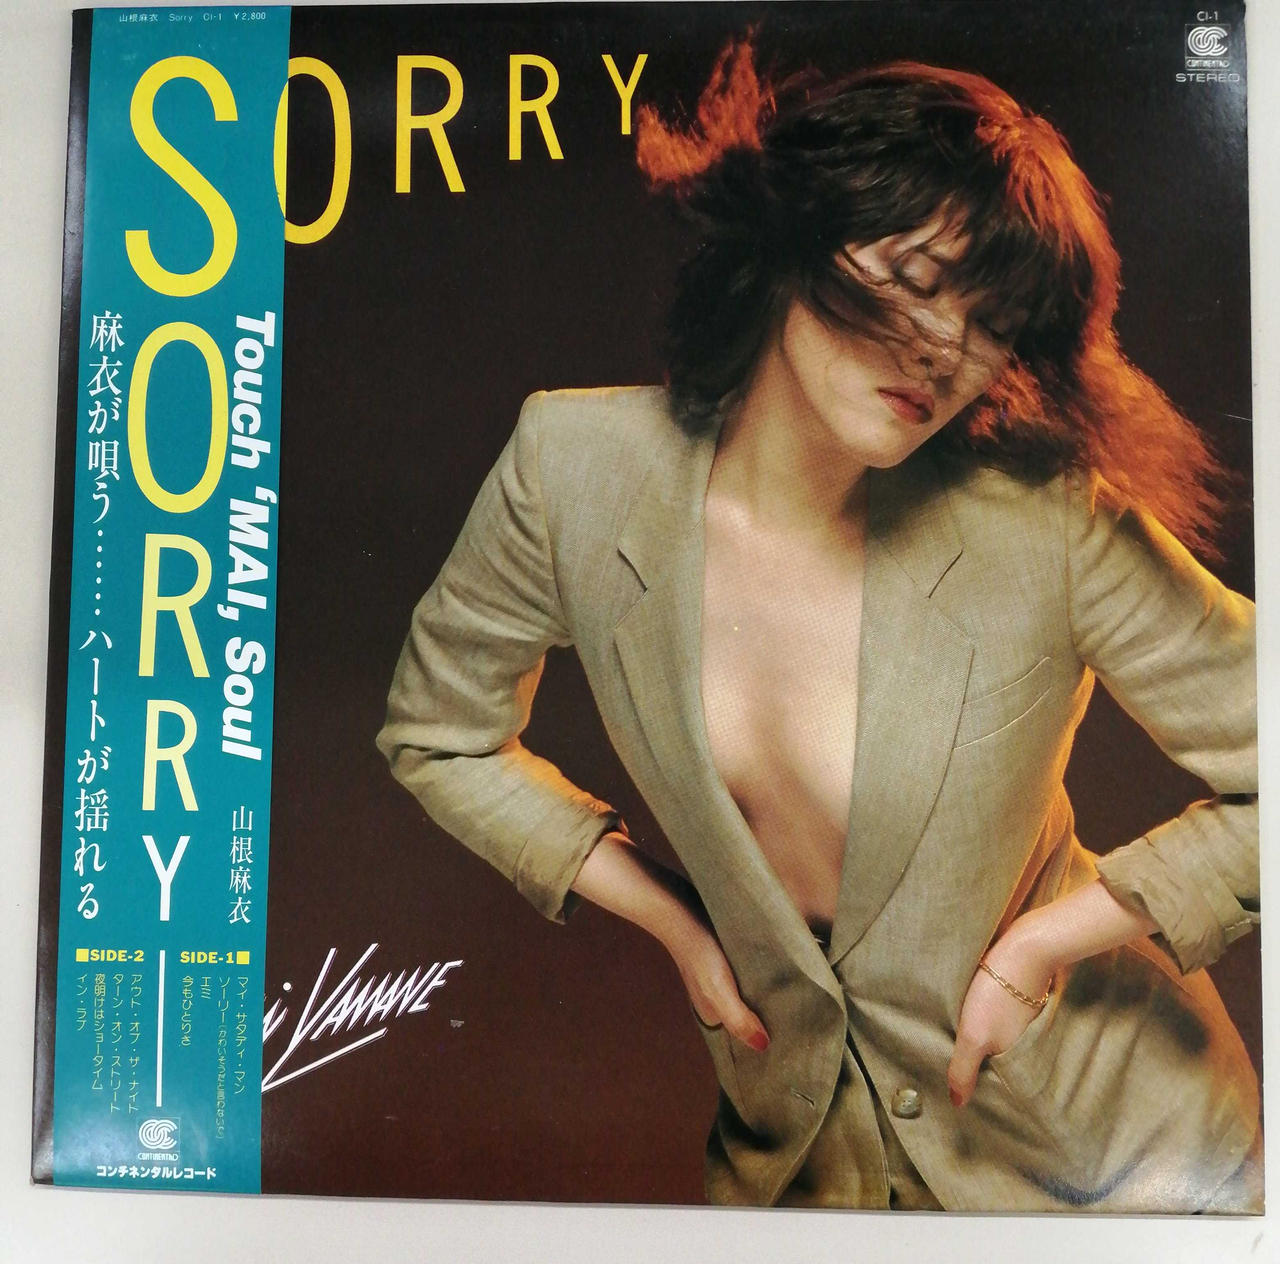 山根麻衣 Sorry CI-1 ¥2,800
SORRY
SORRY
Touch 'MAI, Soul
麻衣が唄う……ハートが揺れる
山根麻衣
■SIDE-2
SIDE-1■
マイ・サタディ・マン
ソーリー(かわいそうだと言わないで)
エミ
今もひとりさ
アウト・オブ・ザ・ナイト
ターン・オン・ストリート
夜明けはショータイム
イン・ラブ
CONTINENTAL
コンチネンタルレコード
YAMANE
CI-1
CONTINENTAL
STEREO